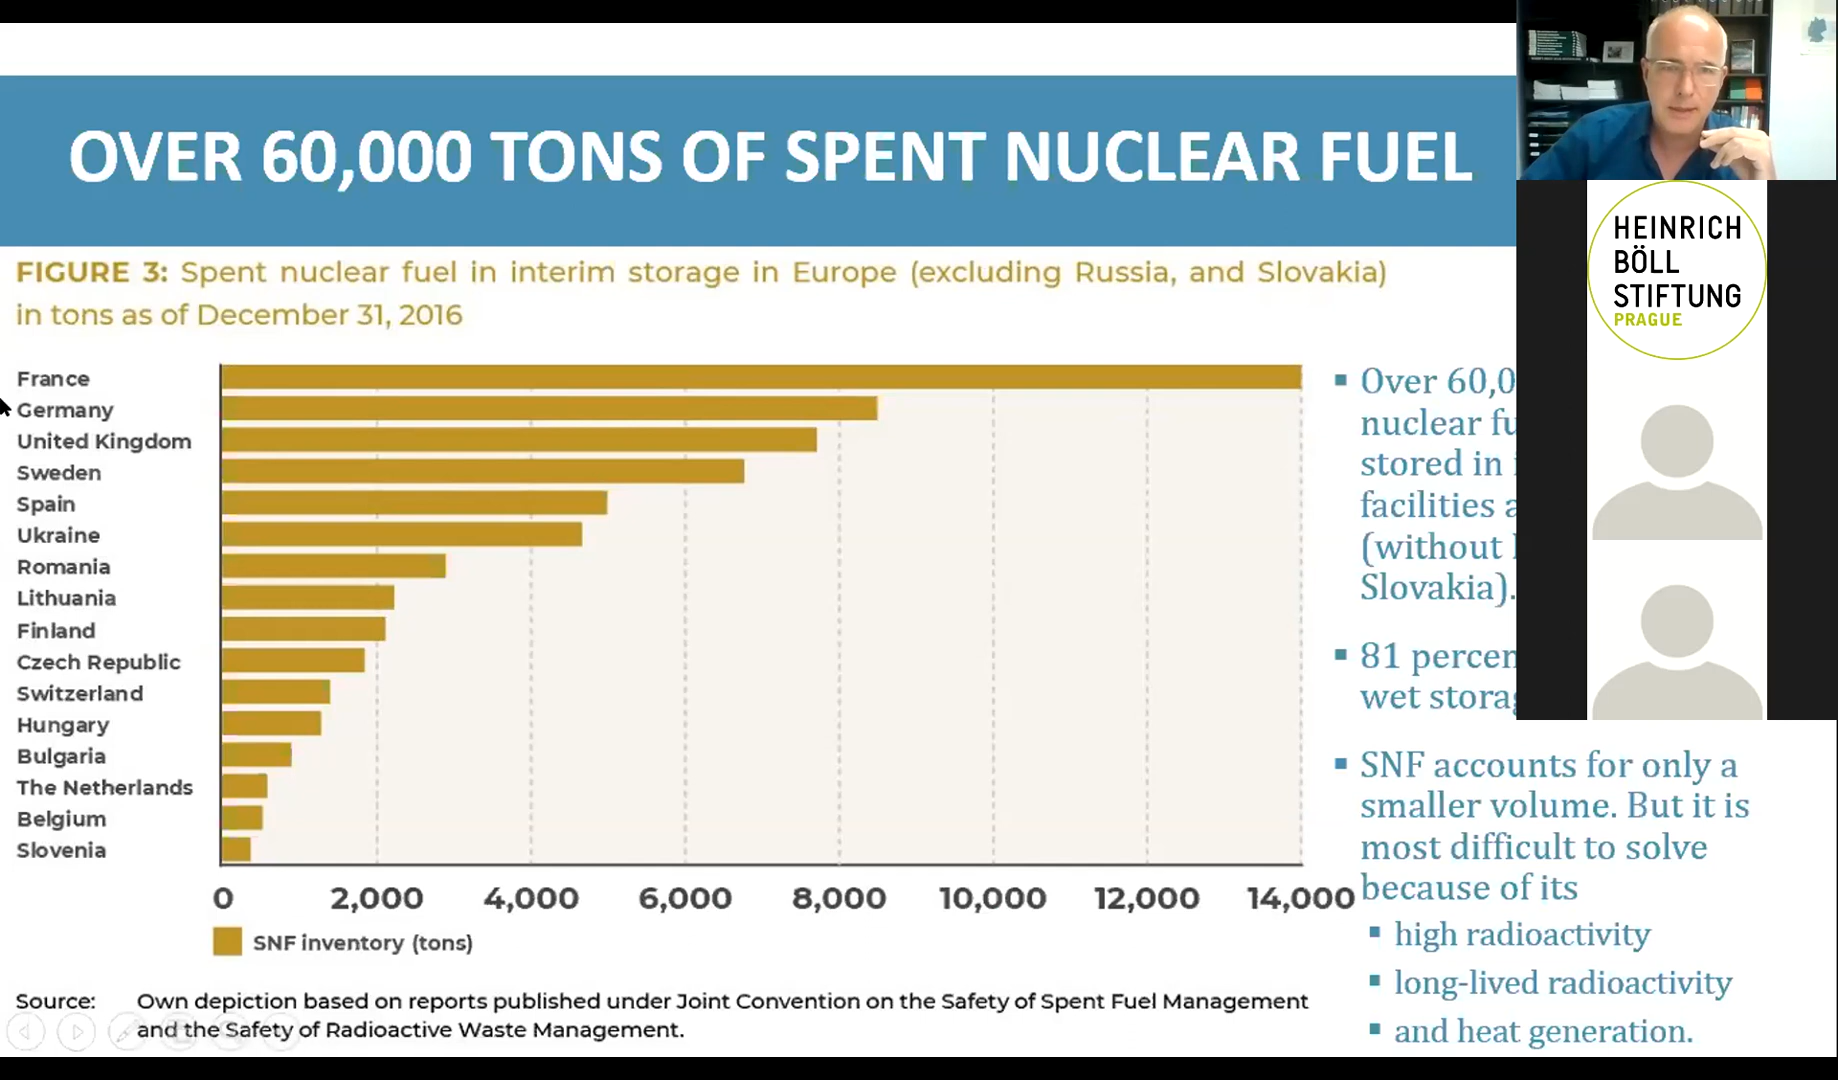 OVER 60,000 TONS OF SPENT NUCLEAR FUEL
FIGURE 3: Spent nuclear fuel in interim storage in Europe (excluding Russia, and Slovakia)
in tons as of December 31, 2016
France
Germany
United Kingdom
Sweden
Spain
Ukraine
Romania
Lithuania
Finland
Czech Republic
Switzerland
Hungary
Bulgaria
The Netherlands
Belgium
Slovenia
0 2,000 4,000 6,000 8,000 10,000 12,000 14,000
SNF inventory (tons)
Source: Own depiction based on reports published under Joint Convention on the Safety of Spent Fuel Management
and the Safety of Radioactive Waste Management.
Over 60,0
nuclear fu
stored in
facilities a
(without
Slovakia).
81 percen
wet stora
SNF accounts for only a
smaller volume. But it is
most difficult to solve
because of its
high radioactivity
long-lived radioactivity
and heat generation.
HEINRICH
BÖLL
STIFTUNG
PRAGUE